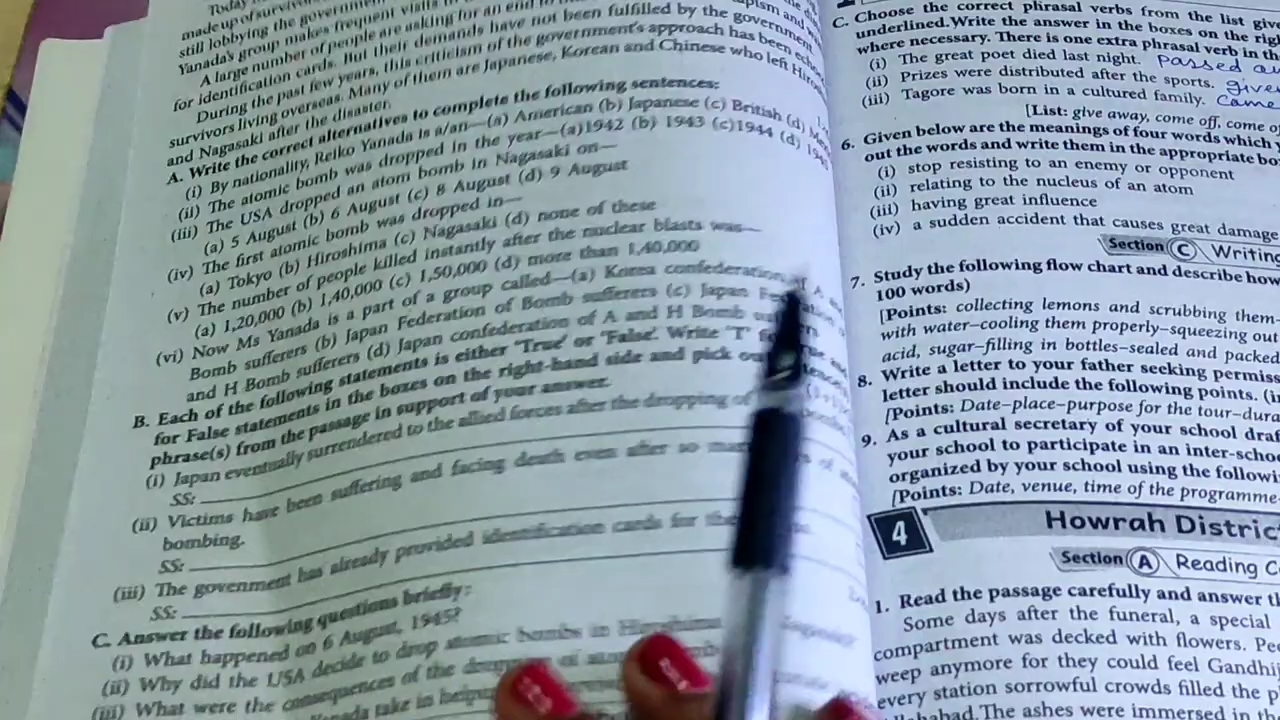 Today
made up of survivor
still lobbying the government
Yanada's group makes frequent visits
A large number of people are asking for an end to
for identification cards. But their demands have not been fulfilled by the government
During the past few years, this criticism of the government's approach has been echoed
survivors living overseas. Many of them are Japanese, Korean and Chinese who left Hiro
and Nagasaki after the disaster.
A. Write the correct alternatives to complete the following sentences:
(i) By nationality, Reiko Yanada is a/an—(a) American (b) Japanese (c) British (d)
(ii) The atomic bomb was dropped in the year—(a)1942 (b) 1943 (c)1944 (d) 194
(iii) The USA dropped an atom bomb in Nagasaki on—
(a) 5 August (b) 6 August (c) 8 August (d) 9 August
(iv) The first atomic bomb was dropped in—
(a) Tokyo (b) Hiroshima (c) Nagasaki (d) none of these
(v) The number of people killed instantly after the nuclear blasts was—
(a) 1,20,000 (b) 1,40,000 (c) 1,50,000 (d) more than 1,40,000
(vi) Now Ms Yanada is a part of a group called—(a) Korea confederation of A
Bomb sufferers (b) Japan Federation of Bomb sufferers (c) Japan
and H Bomb sufferers (d) Japan confederation of A and H Bomb
B. Each of the following statements is either 'True' or 'False'. Write 'T'
for False statements in the boxes on the right-hand side and pick
phrase(s) from the passage in support of your answer.
(i) Japan eventually surrendered to the allied forces after the dropping of
SS:
(ii) Victims have been suffering and facing death even after so
bombing.
SS:
(iii) The govenment has already provided identification cards for
SS:
C. Answer the following questions briefly:
(i) What happened on 6 August, 1945?
(ii) Why did the USA decide to drop atomic bombs in Hiroshima
(iii) What were the consequences of the
take in
C. Choose the correct phrasal verbs from the list giv
underlined.Write the answer in the boxes on the rig
where necessary. There is one extra phrasal verb in th
(i) The great poet died last night. passed a
(ii) Prizes were distributed after the sports. give
(iii) Tagore was born in a cultured family. Came
[List: give away, come off, come o
6. Given below are the meanings of four words which y
out the words and write them in the appropriate bo
(i) stop resisting to an enemy or opponent
(ii) relating to the nucleus of an atom
(iii) having great influence
(iv) a sudden accident that causes great damage
Section C Writing
7. Study the following flow chart and describe how
100 words)
[Points: collecting lemons and scrubbing them–
with water–cooling them properly–squeezing out
acid, sugar–filling in bottles–sealed and packed
8. Write a letter to your father seeking permiss
letter should include the following points. (in
[Points: Date–place–purpose for the tour–dura
9. As a cultural secretary of your school draf
your school to participate in an inter-schoo
organized by your school using the followi
[Points: Date, venue, time of the programme
4 Howrah Distric
Section A Reading C
1. Read the passage carefully and answer th
Some days after the funeral, a special
compartment was decked with flowers. Peo
weep anymore for they could feel Gandhi
every station sorrowful crowds filled the p
llahabad.The ashes were immersed in th